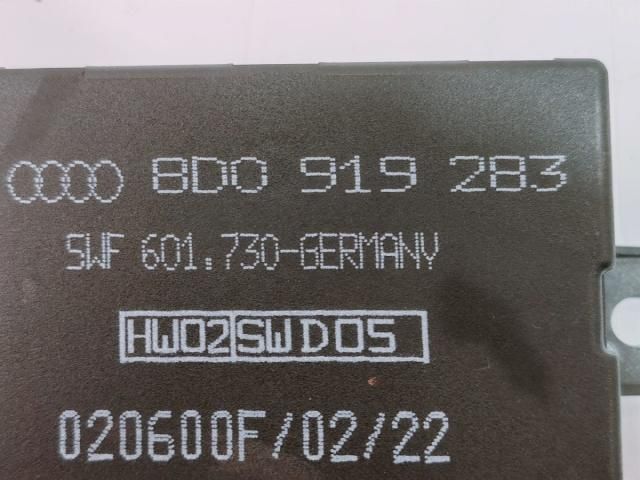 8D0 919 283
SWF 601.730-GERMANY
HW02 SWD05
020600F/02/22